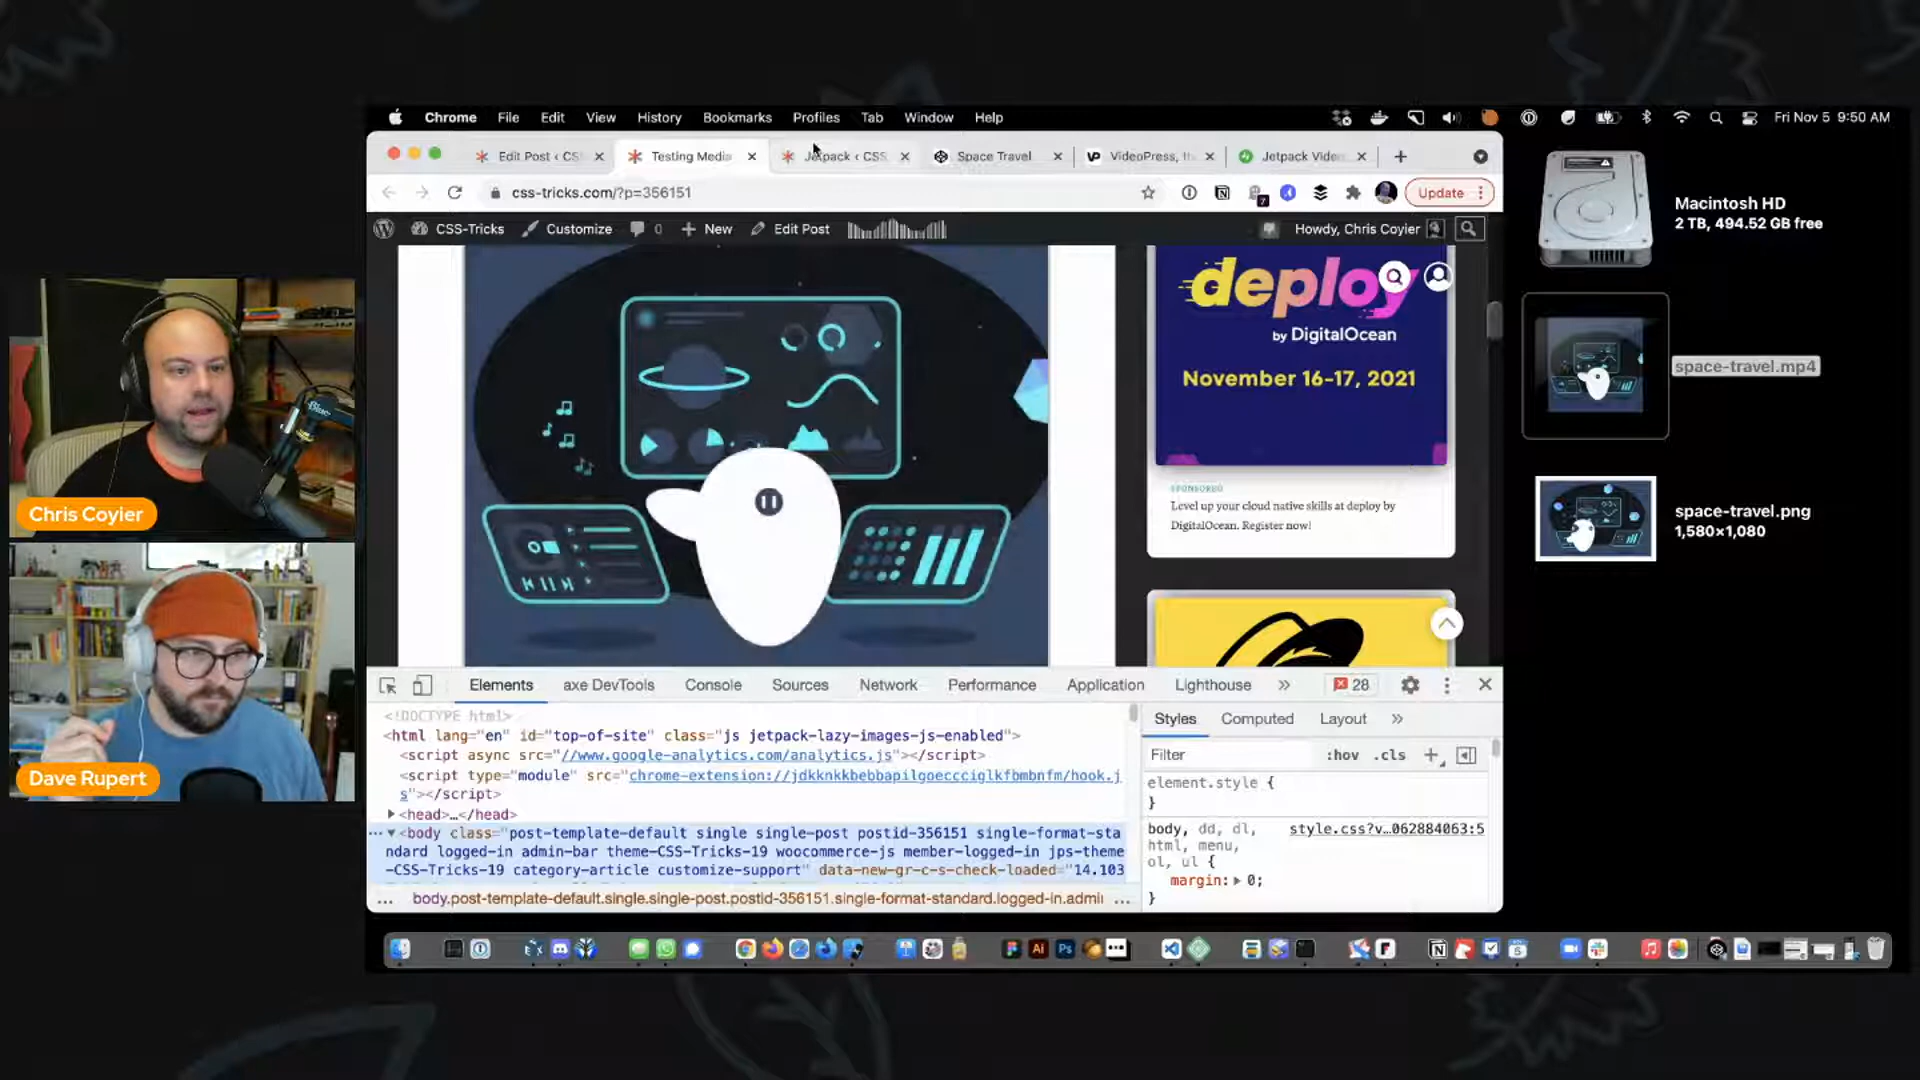 Chrome File Edit View History Bookmarks Profiles Tab Window Help
Fri Nov 5 9:50 AM
Edit Post ‹ CS
Testing Media
Jetpack ‹ CSS
Space Travel
VP VideoPress, th
Jetpack Vide
css-tricks.com/?p=356151
Update
CSS-Tricks Customize 0 New Edit Post
Howdy, Chris Coyier
deploy
by DigitalOcean
November 16-17, 2021
SPONSORED
Level up your cloud native skills at deploy by
DigitalOcean. Register now!
Macintosh HD
2 TB, 494.52 GB free
space-travel.mp4
space-travel.png
1,580×1,080
Chris Coyier
Blue
Dave Rupert
Elements axe DevTools Console Sources Network Performance Application Lighthouse » 28
<!DOCTYPE html>
<html lang="en" id="top-of-site" class="js jetpack-lazy-images-js-enabled">
<script async src="//www.google-analytics.com/analytics.js"></script>
<script type="module" src="chrome-extension://jdkknkkbebbapilgoeccciglkfbmbnfm/hook.j
s"></script>
<head>…</head>
<body class="post-template-default single single-post postid-356151 single-format-sta
ndard logged-in admin-bar theme-CSS-Tricks-19 woocommerce-js member-logged-in jps-theme
-CSS-Tricks-19 category-article customize-support" data-new-gr-c-s-check-loaded="14.103
... body.post-template-default.single.single-post.postid-356151.single-format-standard.logged-in.admi ...
Styles Computed Layout »
Filter :hov .cls +
element.style {
}
body, dd, dl, style.css?v…062884063:5
html, menu,
ol, ul {
margin: 0;
}
Ai Ps